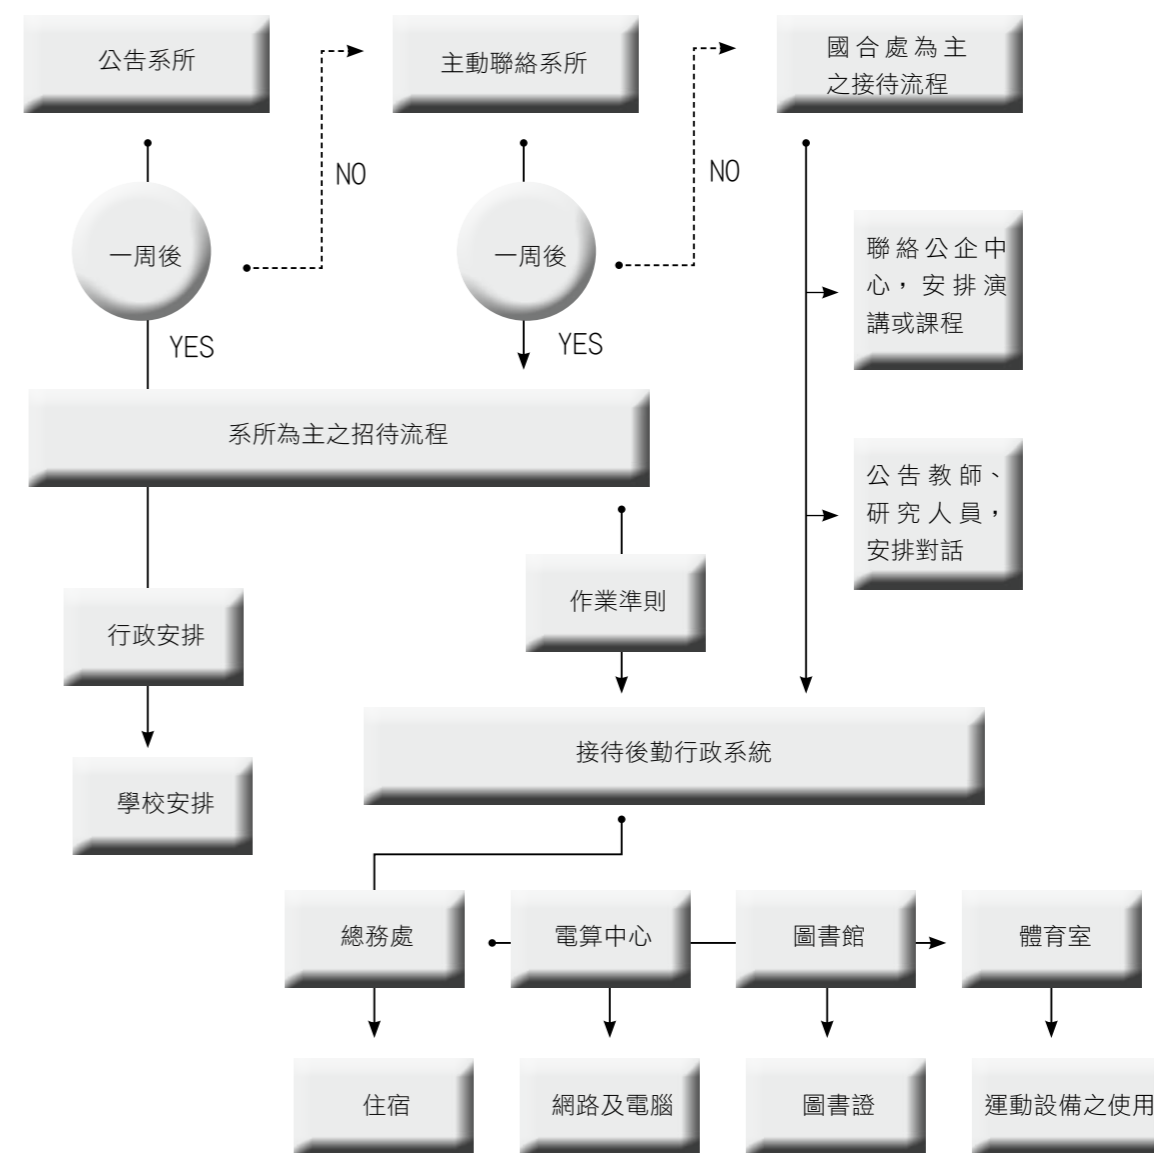 公告系所
主動聯絡系所
國合處為主
之接待流程
NO
NO
一周後
一周後
聯絡公企中
心，安排演
講或課程
YES
YES
系所為主之招待流程
公告教師、
研究人員，
安排對話
作業準則
行政安排
接待後勤行政系統
學校安排
總務處
電算中心
圖書館
體育室
住宿
網路及電腦
圖書證
運動設備之使用